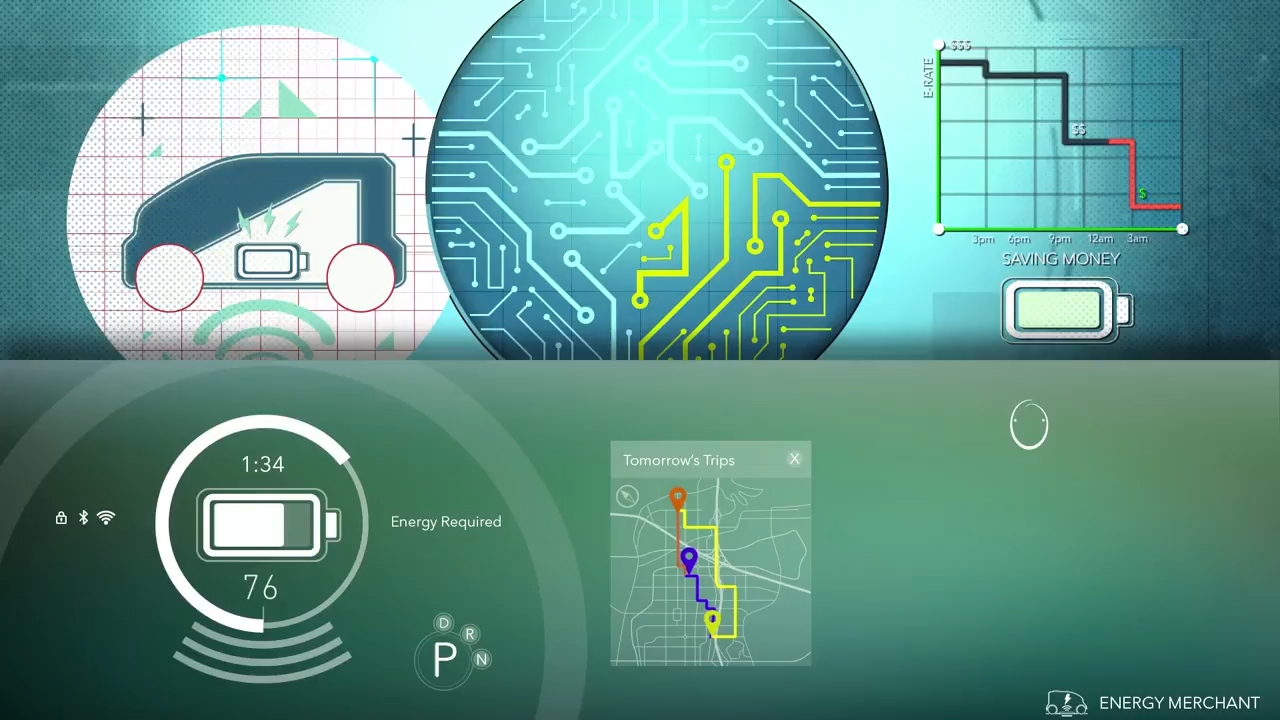 $$$
E-RATE
$$
$
3pm 6pm 9pm 12am 3am
SAVING MONEY
1:34
76
Energy Required
D
R
N
P
Tomorrow's Trips X
ENERGY MERCHANT